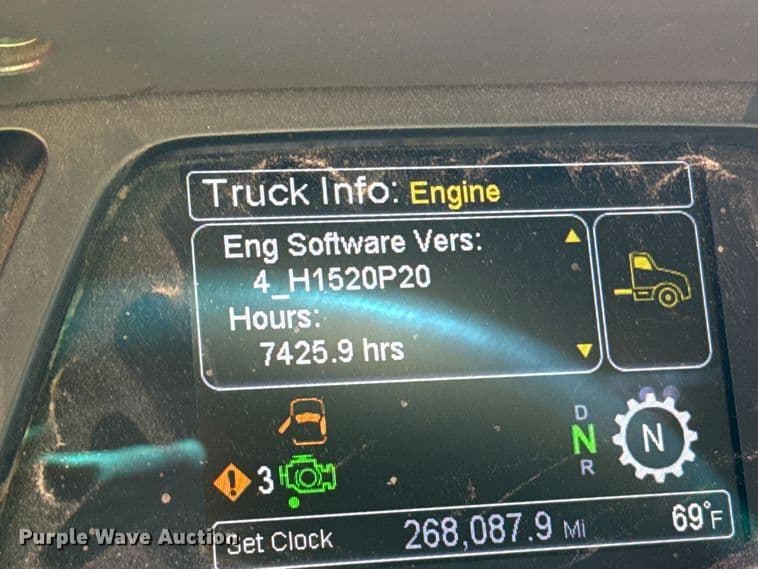 Truck Info: Engine
Eng Software Vers:
4_H1520P20
Hours:
7425.9 hrs
D
N
R
N
3
Set Clock 268,087.9 Mi 69°F
Purple Wave Auction